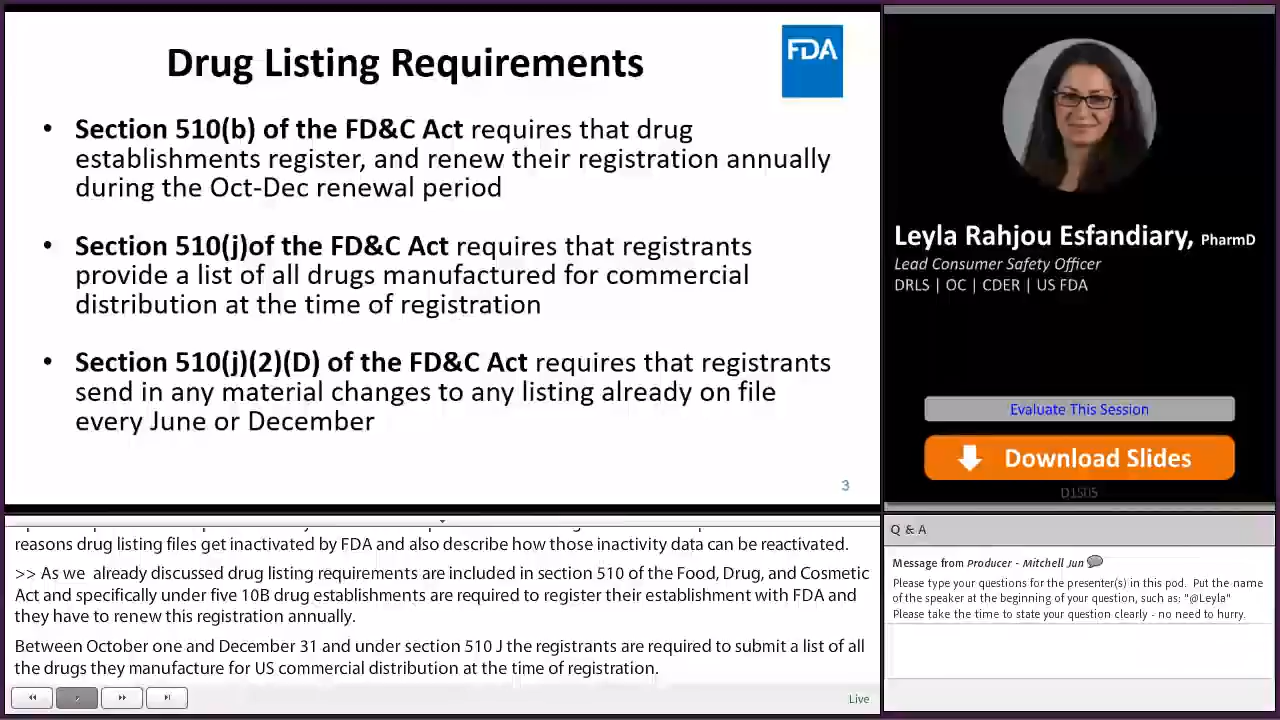 Drug Listing Requirements
FDA
• Section 510(b) of the FD&C Act requires that drug
establishments register, and renew their registration annually
during the Oct-Dec renewal period
• Section 510(j)of the FD&C Act requires that registrants
provide a list of all drugs manufactured for commercial
distribution at the time of registration
• Section 510(j)(2)(D) of the FD&C Act requires that registrants
send in any material changes to any listing already on file
every June or December
3
Leyla Rahjou Esfandiary, PharmD
Lead Consumer Safety Officer
DRLS | OC | CDER | US FDA
Evaluate This Session
Download Slides
D1S05
reasons drug listing files get inactivated by FDA and also describe how those inactivity data can be reactivated.
>> As we already discussed drug listing requirements are included in section 510 of the Food, Drug, and Cosmetic
Act and specifically under five 10B drug establishments are required to register their establishment with FDA and
they have to renew this registration annually.
Between October one and December 31 and under section 510 J the registrants are required to submit a list of all
the drugs they manufacture for US commercial distribution at the time of registration.
Live
Q & A
Message from Producer - Mitchell Jun
Please type your questions for the presenter(s) in this pod. Put the name
of the speaker at the beginning of your question, such as: "@Leyla"
Please take the time to state your question clearly - no need to hurry.